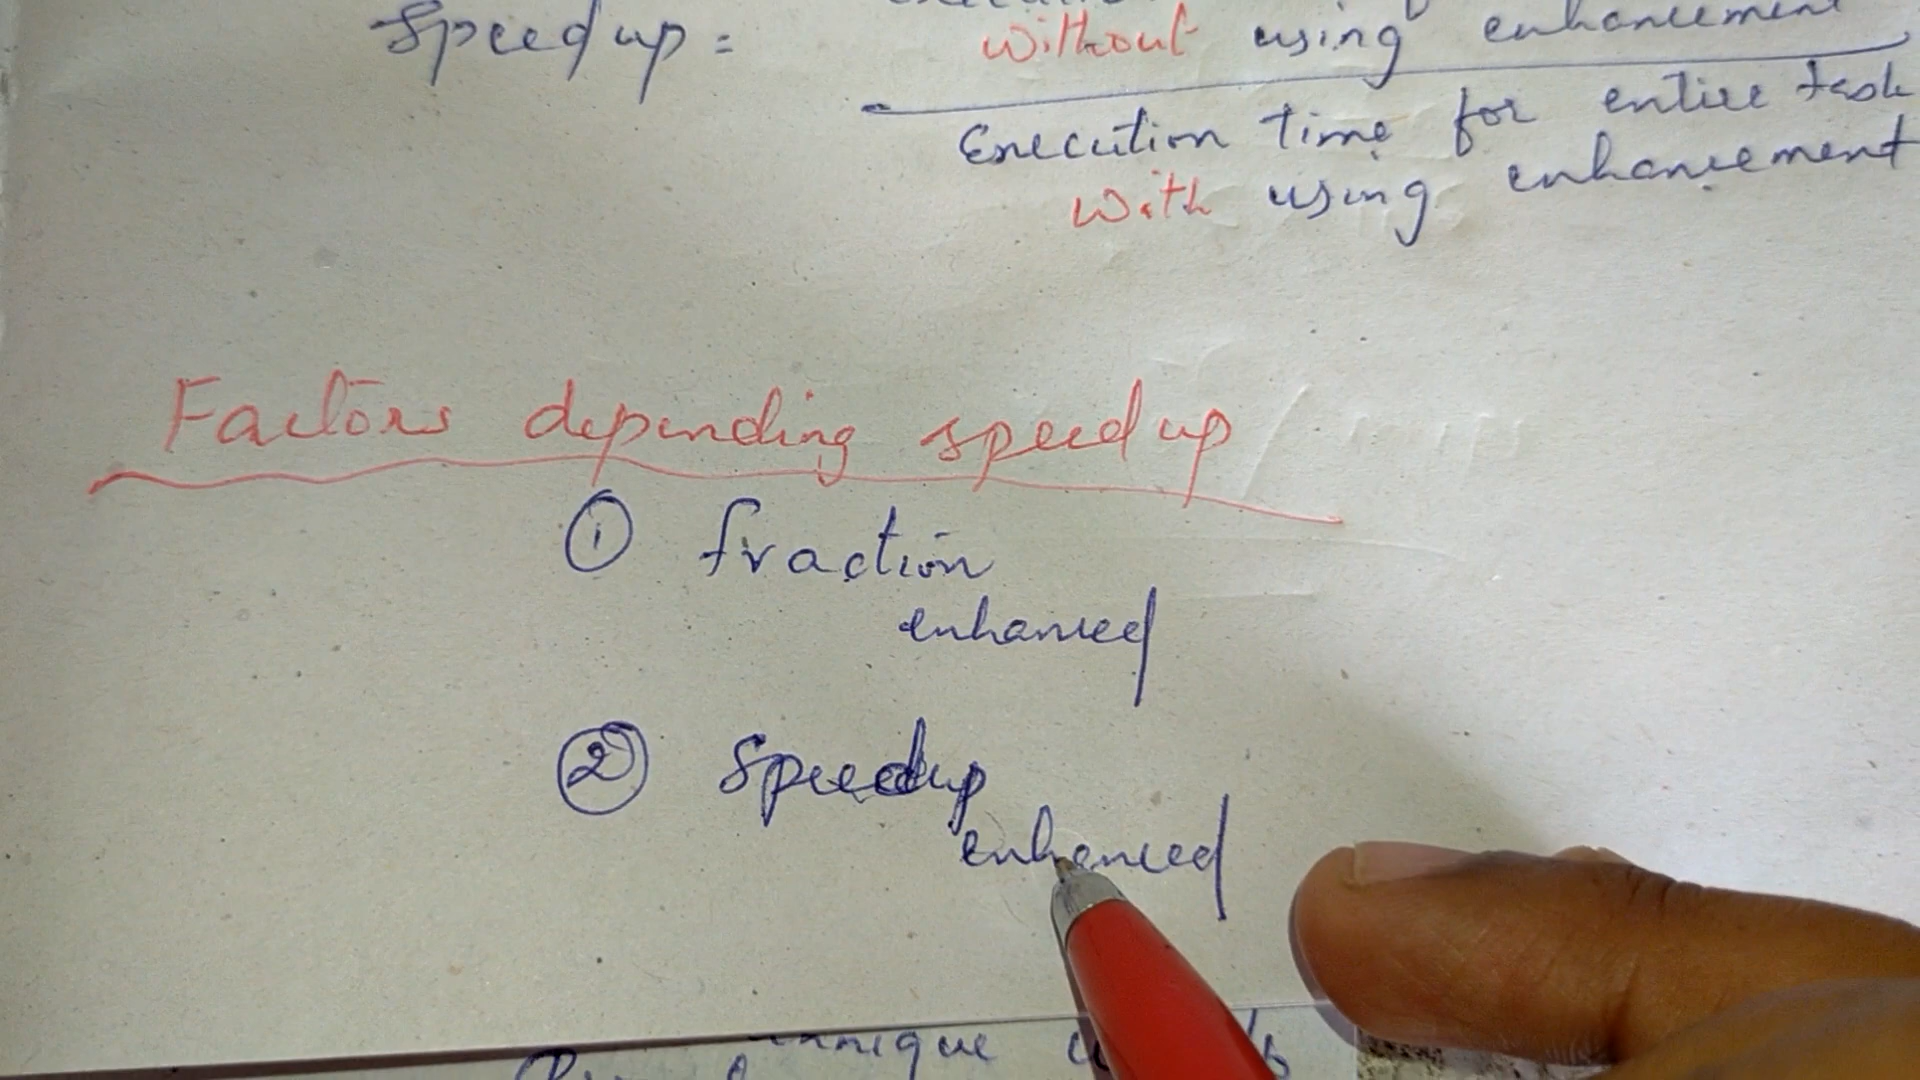 Speedup = without using enhancement
Execution time for entire task
with using enhancement
Factors depending speedup
① fraction
enhanced
② Speedup
enhanced